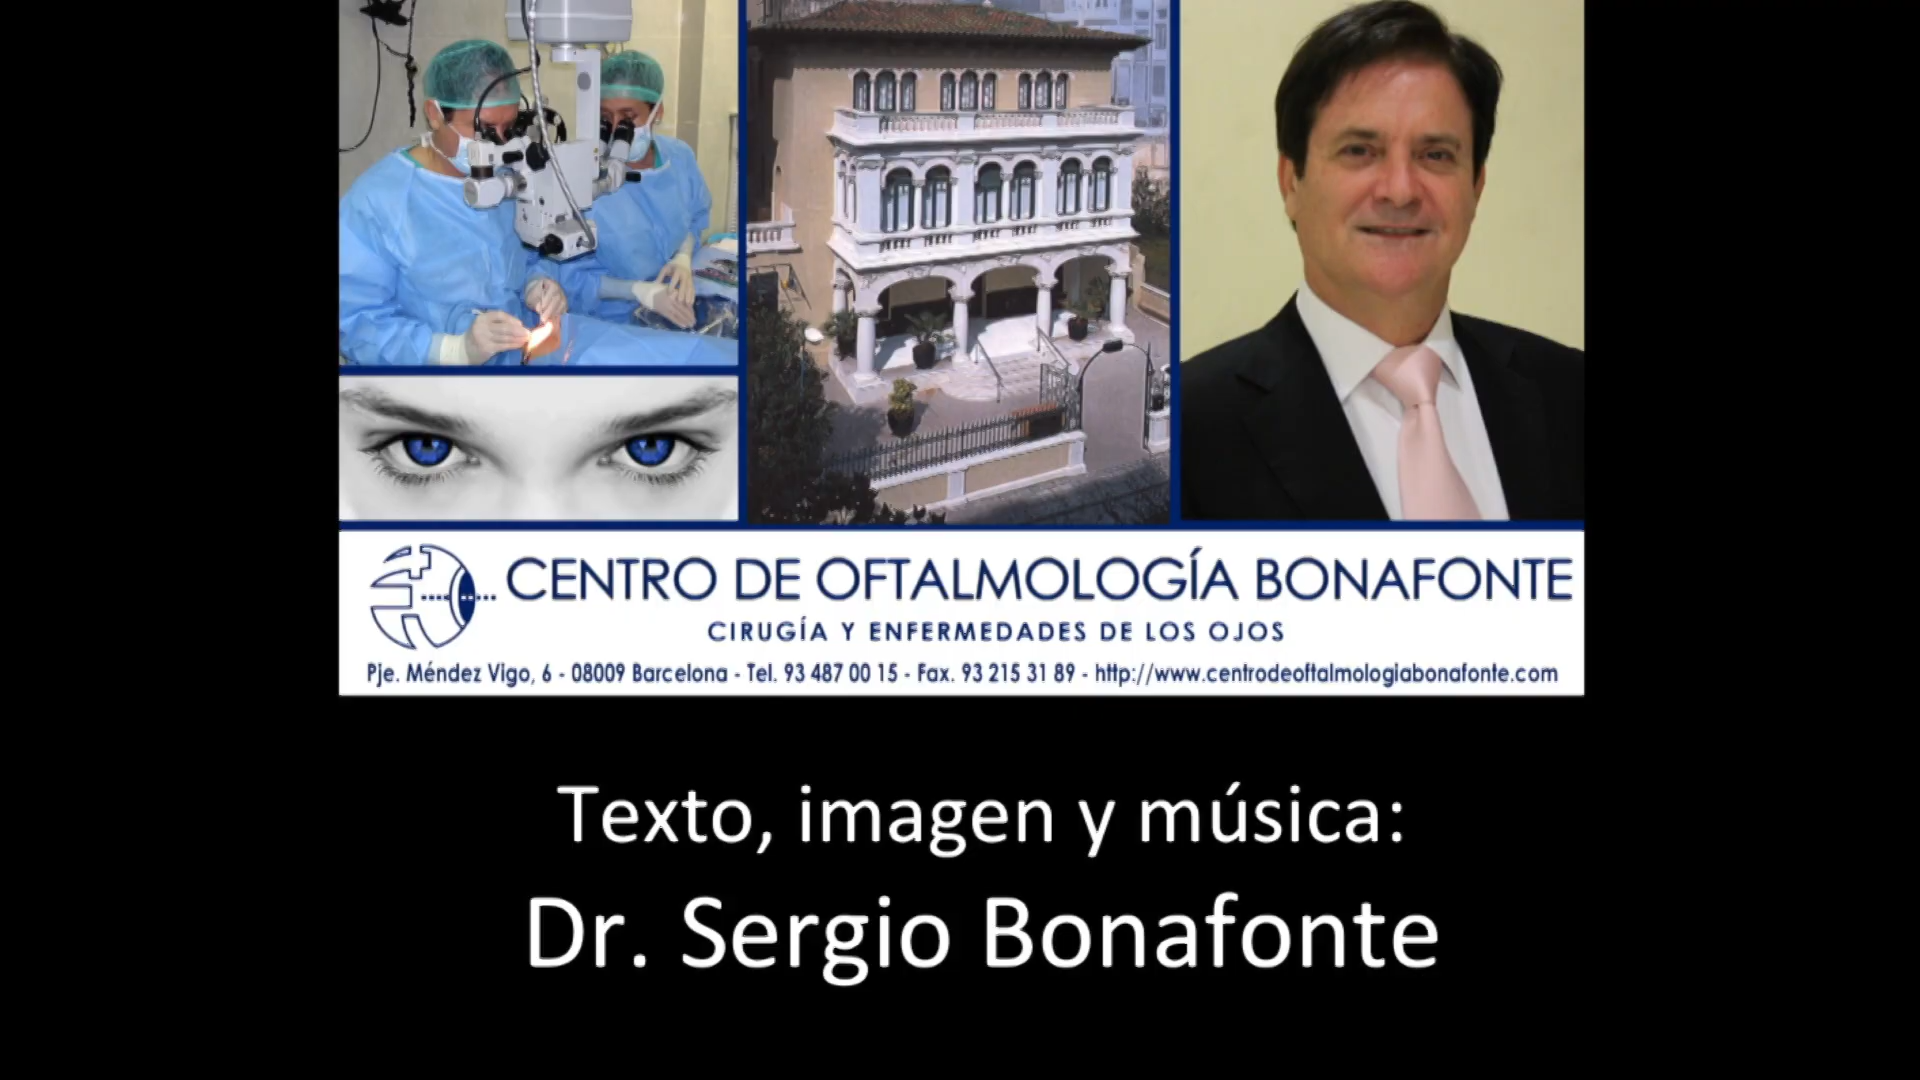 CENTRO DE OFTALMOLOGÍA BONAFONTE
CIRUGÍA Y ENFERMEDADES DE LOS OJOS
Pje. Méndez Vigo, 6 - 08009 Barcelona - Tel. 93 487 00 15 - Fax. 93 215 31 89 - http://www.centrodeoftalmologiabonafonte.com
Texto, imagen y música:
Dr. Sergio Bonafonte